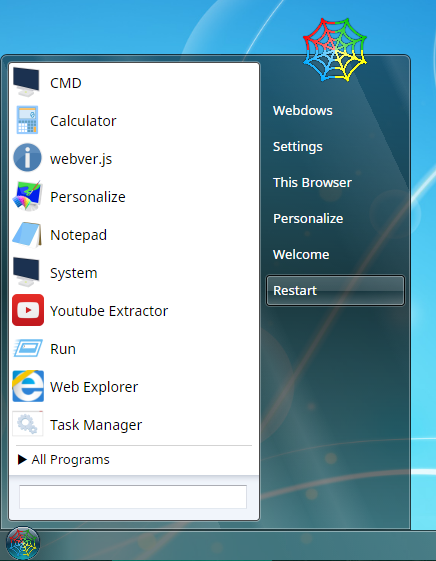 CMD
Calculator
webver.js
Personalize
Notepad
System
Youtube Extractor
Run
Web Explorer
Task Manager
▶ All Programs
Webdows
Settings
This Browser
Personalize
Welcome
Restart